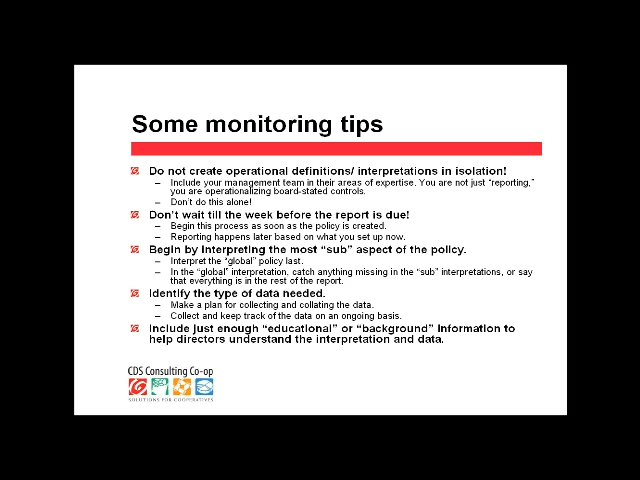 Some monitoring tips
Do not create operational definitions/ interpretations in isolation!
– Include your management team in their areas of expertise. You are not just “reporting,”
you are operationalizing board-stated controls.
– Don’t do this alone!
Don’t wait till the week before the report is due!
– Begin this process as soon as the policy is created.
– Reporting happens later based on what you set up now.
Begin by interpreting the most “sub” aspect of the policy.
– Interpret the “global” policy last.
– In the “global” interpretation, catch anything missing in the “sub” interpretations, or say
that everything is in the rest of the report.
Identify the type of data needed.
– Make a plan for collecting and collating the data.
– Collect and keep track of the data on an ongoing basis.
Include just enough “educational” or “background” information to
help directors understand the interpretation and data.
CDS Consulting Co-op
SOLUTIONS FOR COOPERATIVES